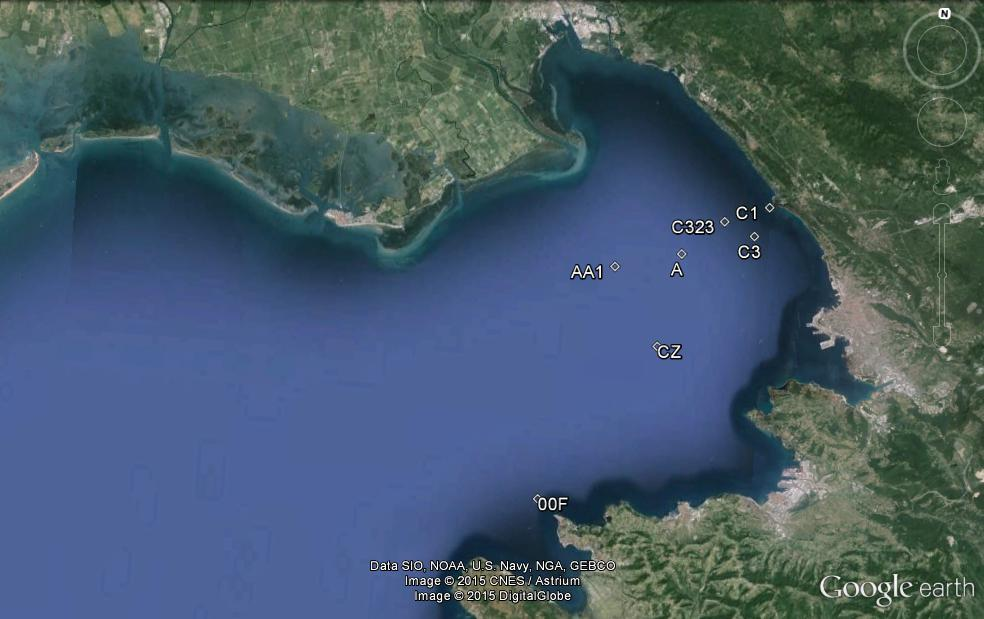 N
C1
C323
C3
A
AA1
CZ
00F
Data SIO, NOAA, U.S. Navy, NGA, GEBCO
Image © 2015 CNES / Astrium
Image © 2015 DigitalGlobe
Google earth